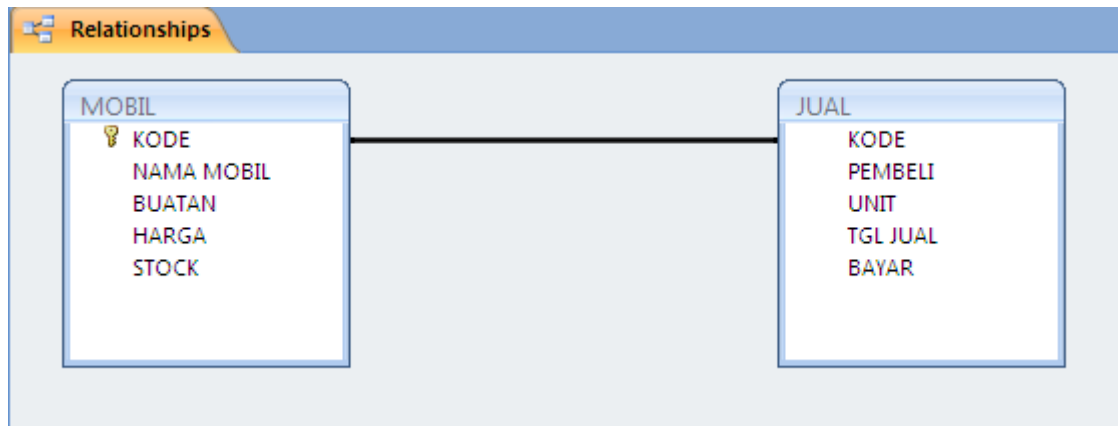 Relationships
MOBIL
KODE
NAMA MOBIL
BUATAN
HARGA
STOCK
JUAL
KODE
PEMBELI
UNIT
TGL JUAL
BAYAR